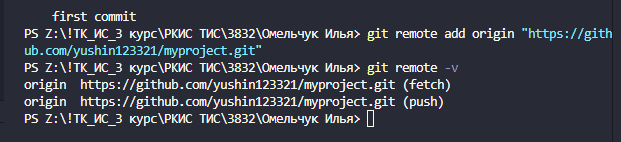 first commit
PS Z:\!ТК_ИС_3 курс\РКИС ТИС\3832\Омельчук Илья> git remote add origin "https://gith
ub.com/yushin123321/myproject.git"
PS Z:\!ТК_ИС_3 курс\РКИС ТИС\3832\Омельчук Илья> git remote -v
origin  https://github.com/yushin123321/myproject.git (fetch)
origin  https://github.com/yushin123321/myproject.git (push)
PS Z:\!ТК_ИС_3 курс\РКИС ТИС\3832\Омельчук Илья>